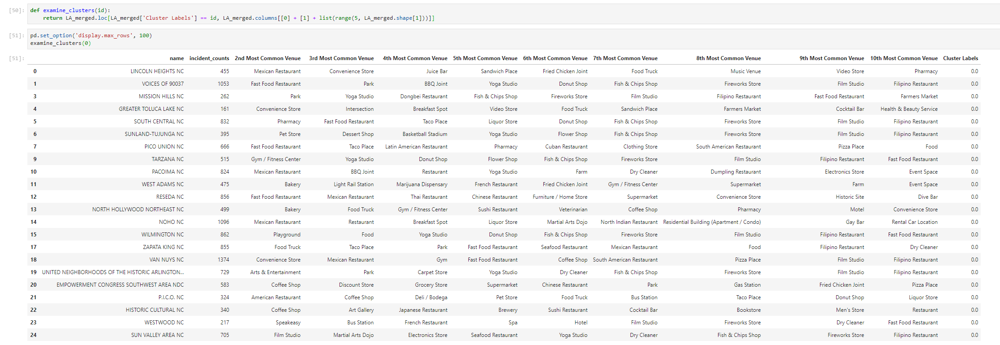 [50]: def examine_clusters(id):
return LA_merged.loc[LA_merged['Cluster Labels'] == id, LA_merged.columns[[0] + [1] + list(range(5, LA_merged.shape[1]))]]
[51]: pd.set_option('display.max_rows', 100)
examine_clusters(0)
[51]: name incident_counts 2nd Most Common Venue 3rd Most Common Venue 4th Most Common Venue 5th Most Common Venue 6th Most Common Venue 7th Most Common Venue 8th Most Common Venue 9th Most Common Venue 10th Most Common Venue Cluster Labels
0 LINCOLN HEIGHTS NC 455 Mexican Restaurant Convenience Store Juice Bar Sandwich Place Fried Chicken Joint Food Truck Music Venue Video Store Pharmacy 0.0
1 VOICES OF 90037 1053 Fast Food Restaurant Park BBQ Joint Yoga Studio Donut Shop Fish & Chips Shop Fireworks Store Film Studio Filipino Restaurant 0.0
3 MISSION HILLS NC 262 Park Yoga Studio Dongbei Restaurant Fish & Chips Shop Fireworks Store Film Studio Filipino Restaurant Fast Food Restaurant Farmers Market 0.0
4 GREATER TOLUCA LAKE NC 161 Convenience Store Intersection Breakfast Spot Video Store Food Truck Sandwich Place Farmers Market Cocktail Bar Health & Beauty Service 0.0
5 SOUTH CENTRAL NC 832 Pharmacy Fast Food Restaurant Taco Place Liquor Store Donut Shop Fish & Chips Shop Fireworks Store Film Studio Filipino Restaurant 0.0
6 SUNLAND-TUJUNGA NC 395 Pet Store Dessert Shop Basketball Stadium Yoga Studio Flower Shop Fish & Chips Shop Fireworks Store Film Studio Filipino Restaurant 0.0
7 PICO UNION NC 666 Fast Food Restaurant Taco Place Latin American Restaurant Pharmacy Cuban Restaurant Clothing Store South American Restaurant Pizza Place Food 0.0
9 TARZANA NC 515 Gym / Fitness Center Yoga Studio Donut Shop Flower Shop Fish & Chips Shop Fireworks Store Film Studio Filipino Restaurant Fast Food Restaurant 0.0
10 PACOIMA NC 824 Mexican Restaurant BBQ Joint Restaurant Yoga Studio Farm Dry Cleaner Dumpling Restaurant Electronics Store Event Space 0.0
11 WEST ADAMS NC 475 Bakery Light Rail Station Marijuana Dispensary French Restaurant Fried Chicken Joint Gym / Fitness Center Supermarket Farm Event Space 0.0
12 RESEDA NC 856 Fast Food Restaurant Mexican Restaurant Thai Restaurant Chinese Restaurant Furniture / Home Store Supermarket Convenience Store Historic Site Dive Bar 0.0
13 NORTH HOLLYWOOD NORTHEAST NC 499 Bakery Food Truck Gym / Fitness Center Sushi Restaurant Veterinarian Coffee Shop Pharmacy Motel Convenience Store 0.0
14 NOHO NC 1096 Mexican Restaurant Restaurant Breakfast Spot Liquor Store Martial Arts Dojo North Indian Restaurant Residential Building (Apartment / Condo) Gay Bar Rental Car Location 0.0
15 WILMINGTON NC 862 Playground Food Yoga Studio Donut Shop Fish & Chips Shop Fireworks Store Film Studio Filipino Restaurant Fast Food Restaurant 0.0
17 ZAPATA KING NC 855 Food Truck Taco Place Park Fast Food Restaurant Seafood Restaurant Mexican Restaurant Food Filipino Restaurant Dry Cleaner 0.0
18 VAN NUYS NC 1374 Convenience Store Mexican Restaurant Gym Fast Food Restaurant Coffee Shop South American Restaurant Pizza Place Film Studio Filipino Restaurant 0.0
19 UNITED NEIGHBORHOODS OF THE HISTORIC ARLINGTON... 729 Arts & Entertainment Park Carpet Store Yoga Studio Dry Cleaner Fish & Chips Shop Fireworks Store Film Studio Filipino Restaurant 0.0
20 EMPOWERMENT CONGRESS SOUTHWEST AREA NDC 583 Coffee Shop Discount Store Grocery Store Supermarket Chinese Restaurant Park Gas Station Fried Chicken Joint Pizza Place 0.0
21 P.I.C.O. NC 324 American Restaurant Coffee Shop Deli / Bodega Pet Store Food Truck Bus Station Taco Place Donut Shop Liquor Store 0.0
22 HISTORIC CULTURAL NC 340 Coffee Shop Art Gallery Japanese Restaurant Brewery Sushi Restaurant Cocktail Bar Bookstore Men's Store Restaurant 0.0
23 WESTWOOD NC 217 Speakeasy Bus Station French Restaurant Spa Hotel Film Studio Fireworks Store Dry Cleaner Fast Food Restaurant 0.0
24 SUN VALLEY AREA NC 705 Film Studio Martial Arts Dojo Electronics Store Seafood Restaurant Yoga Studio Dry Cleaner Fish & Chips Shop Fireworks Store Filipino Restaurant 0.0